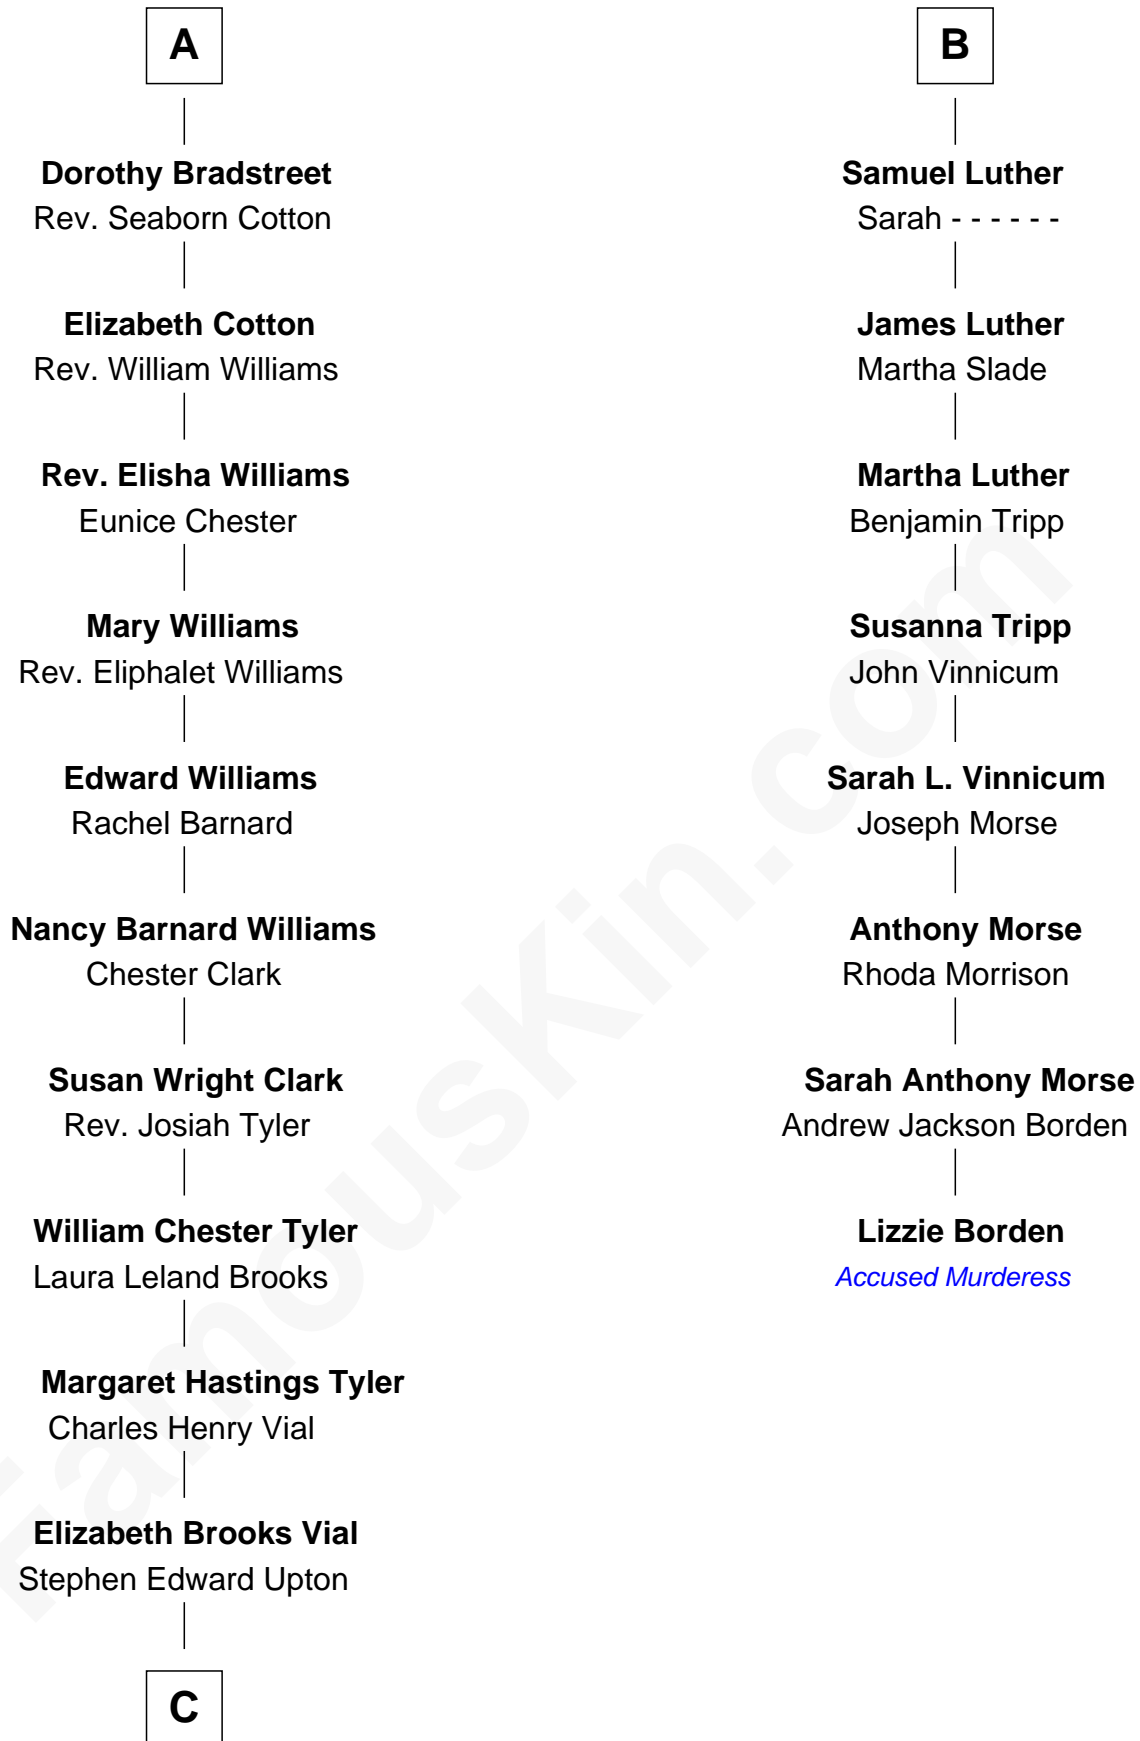 A
Dorothy Bradstreet
Rev. Seaborn Cotton
Elizabeth Cotton
Rev. William Williams
Rev. Elisha Williams
Eunice Chester
Mary Williams
Rev. Eliphalet Williams
Edward Williams
Rachel Barnard
Nancy Barnard Williams
Chester Clark
Susan Wright Clark
Rev. Josiah Tyler
William Chester Tyler
Laura Leland Brooks
Margaret Hastings Tyler
Charles Henry Vial
Elizabeth Brooks Vial
Stephen Edward Upton
C
B
Samuel Luther
Sarah - - - - - -
James Luther
Martha Slade
Martha Luther
Benjamin Tripp
Susanna Tripp
John Vinnicum
Sarah L. Vinnicum
Joseph Morse
Anthony Morse
Rhoda Morrison
Sarah Anthony Morse
Andrew Jackson Borden
Lizzie Borden
Accused Murderess
FamousKin.com